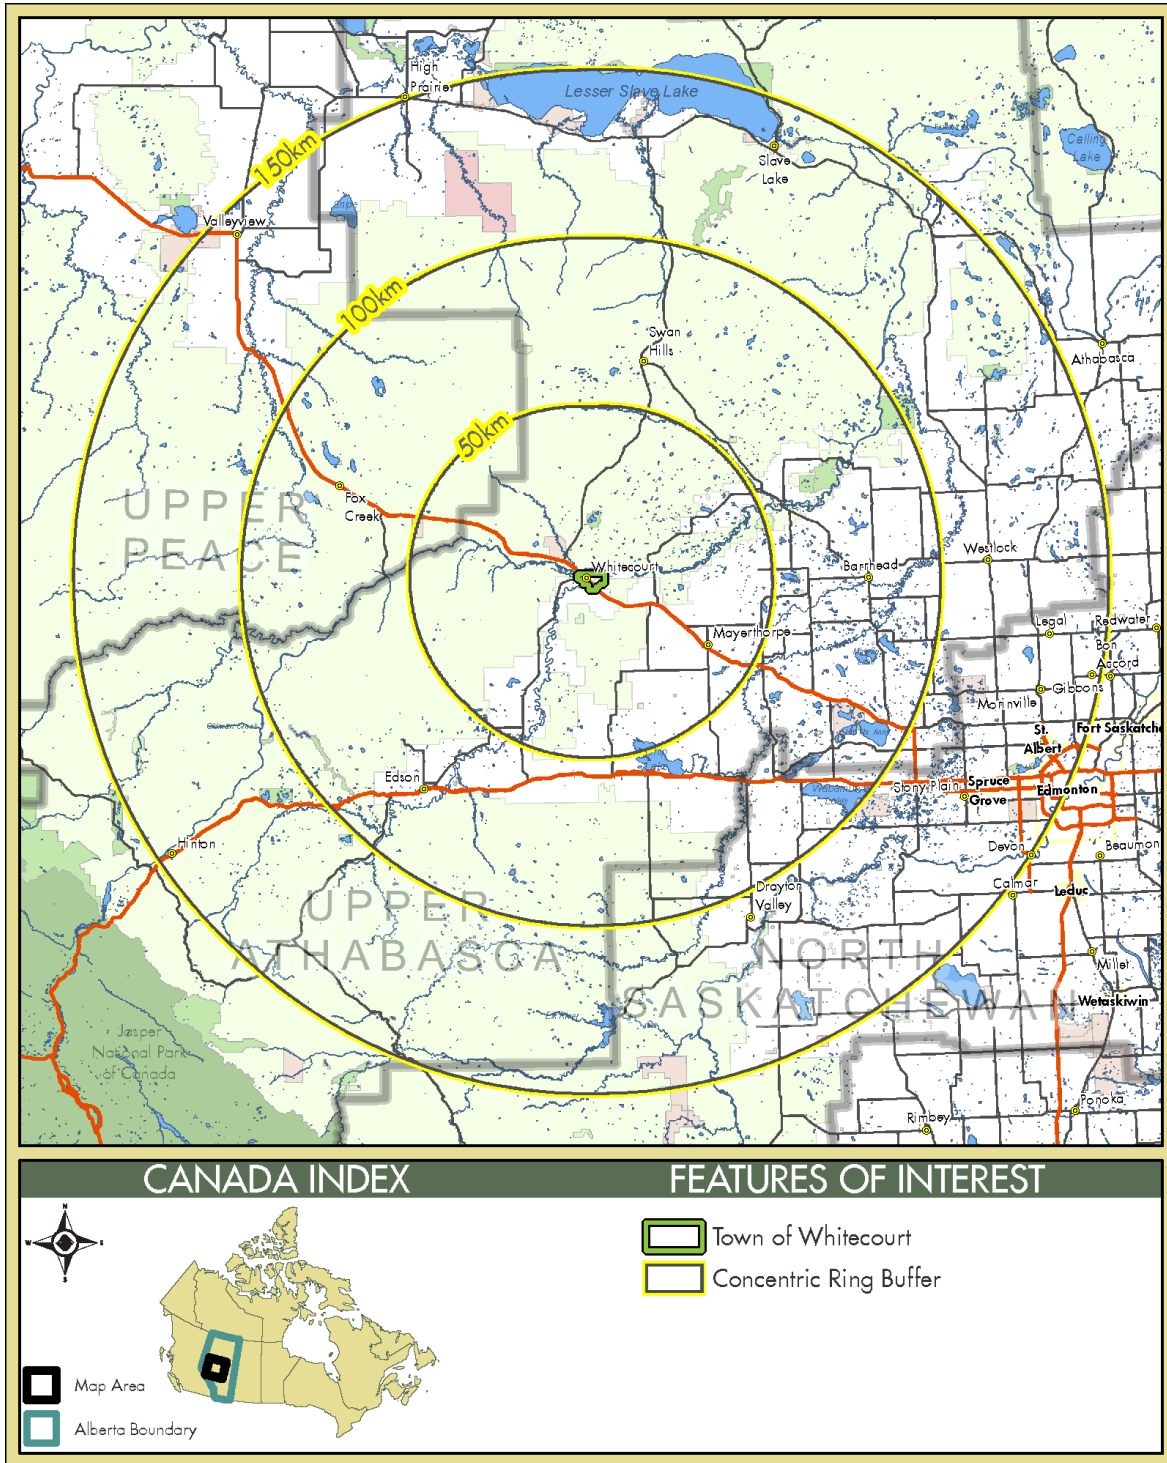 High
Prairie
Lesser Slave Lake
Calling
Lake
150km
Slave
Lake
Snipe
Valleyview
100km
Swan
Hills
Athabasca
50km
UPPER
PEACE
Fox
Creek
Whitecourt
Barrhead
Westlock
Mayerthorpe
Legal
Redwater
Bon
Accord
Gibbons
Morinville
St.
Albert
Fort Saskatche
Edson
Stony Plain
Spruce
Grove
Edmonton
Wabamun
Lake
Hinton
Devon
Beaumon
Calmar
Leduc
Drayton
Valley
UPPER
ATHABASCA
NORTH
SASKATCHEWAN
Millet
Wetaskiwin
Jasper
National Park
of Canada
Ponoka
Rimbey
CANADA INDEX
FEATURES OF INTEREST
N
W E
S
Town of Whitecourt
Concentric Ring Buffer
Map Area
Alberta Boundary